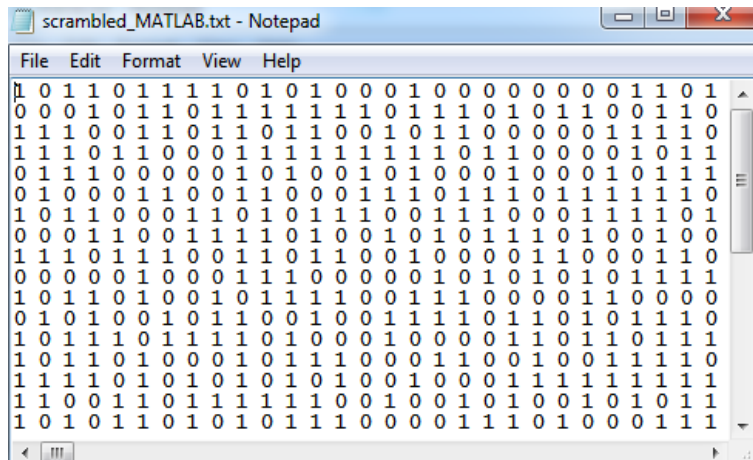 scrambled_MATLAB.txt - Notepad
File Edit Format View Help
1 0 1 1 0 1 1 1 1 0 1 0 1 0 0 0 1 0 0 0 0 0 0 0 0 1 1 0 1
0 0 0 1 0 1 1 0 1 1 1 1 1 1 1 0 1 1 1 0 1 0 1 1 0 0 1 1 0
1 1 1 0 0 1 1 0 1 1 0 1 1 0 0 1 0 1 1 0 0 0 0 0 1 1 1 1 0
1 1 1 0 1 1 0 0 0 1 1 1 1 1 1 1 1 1 0 1 1 0 0 0 0 1 0 1 1
0 1 1 1 0 0 0 0 0 1 0 1 0 0 1 0 1 0 0 0 1 0 0 0 1 0 1 1 1
0 1 0 0 0 1 1 0 0 1 1 0 0 0 1 1 1 0 1 1 1 0 1 1 1 1 1 1 0
1 0 1 1 0 0 0 1 1 0 1 0 1 1 1 0 0 1 1 1 0 0 0 1 1 1 1 0 1
0 0 0 1 1 0 0 1 1 1 1 0 1 0 0 1 0 1 0 1 1 1 0 1 0 0 1 0 0
1 1 1 0 1 1 1 0 0 1 1 0 1 1 0 0 1 0 0 0 0 1 1 0 0 0 1 1 0
0 0 0 0 1 0 0 0 1 1 1 0 0 0 0 0 1 0 1 0 1 0 1 0 1 1 1 1
1 0 1 1 0 1 0 0 1 0 1 1 1 1 1 0 0 1 1 1 0 0 0 0 1 1 0 0 0 0
0 1 0 1 0 0 1 0 1 1 0 0 1 0 0 1 1 1 1 0 1 1 0 1 0 1 1 1 0
1 0 1 1 1 0 1 1 1 1 0 1 0 0 0 1 0 0 0 0 1 1 0 1 1 0 1 1 1
1 0 1 1 0 1 0 0 0 1 0 1 1 1 0 0 0 1 1 0 0 1 0 0 1 1 1 1 0
1 1 1 1 0 1 0 1 0 1 0 1 0 0 1 0 0 0 1 1 1 1 1 1 1 1 1
1 1 0 0 1 1 0 1 1 1 1 1 1 0 0 1 0 0 1 0 1 0 0 1 0 1 0 1 1
1 0 1 0 1 1 0 1 0 1 0 1 1 1 0 0 0 0 1 1 1 0 1 0 0 0 1 1 1